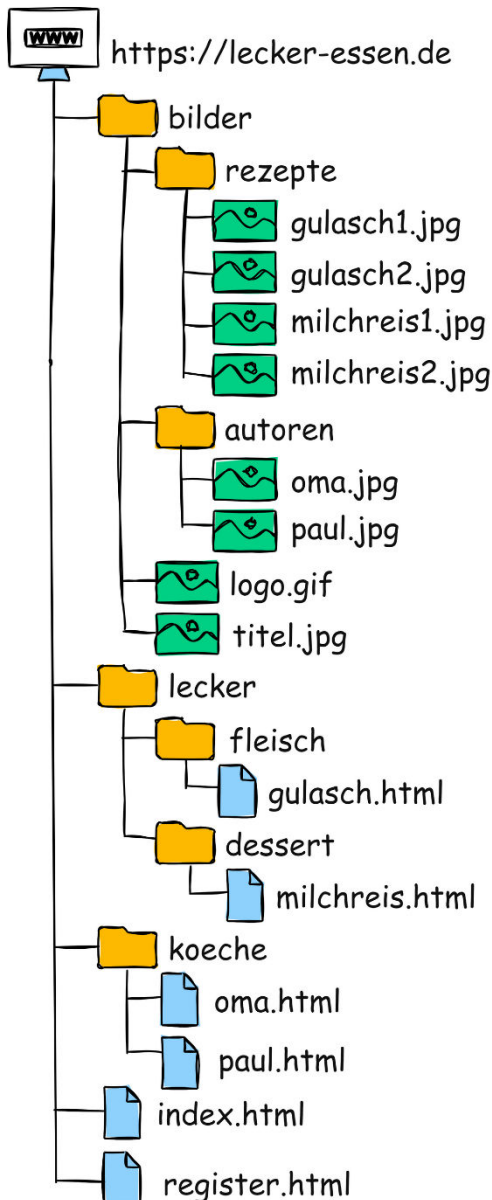 WWW
https://lecker-essen.de
bilder
rezepte
gulasch1.jpg
gulasch2.jpg
milchreis1.jpg
milchreis2.jpg
autoren
oma.jpg
paul.jpg
logo.gif
titel.jpg
lecker
fleisch
gulasch.html
dessert
milchreis.html
koeche
oma.html
paul.html
index.html
register.html